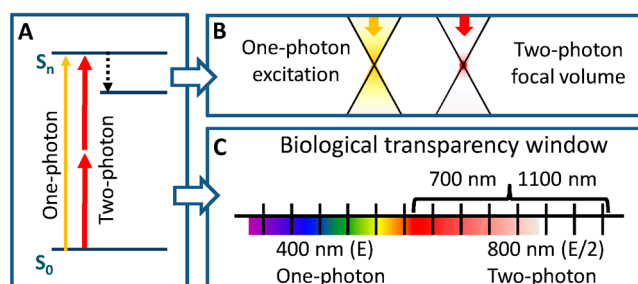 A
Sn
One-photon
Two-photon
S0
B
One-photon
excitation
Two-photon
focal volume
C
Biological transparency window
700 nm
1100 nm
400 nm (E)
One-photon
800 nm (E/2)
Two-photon